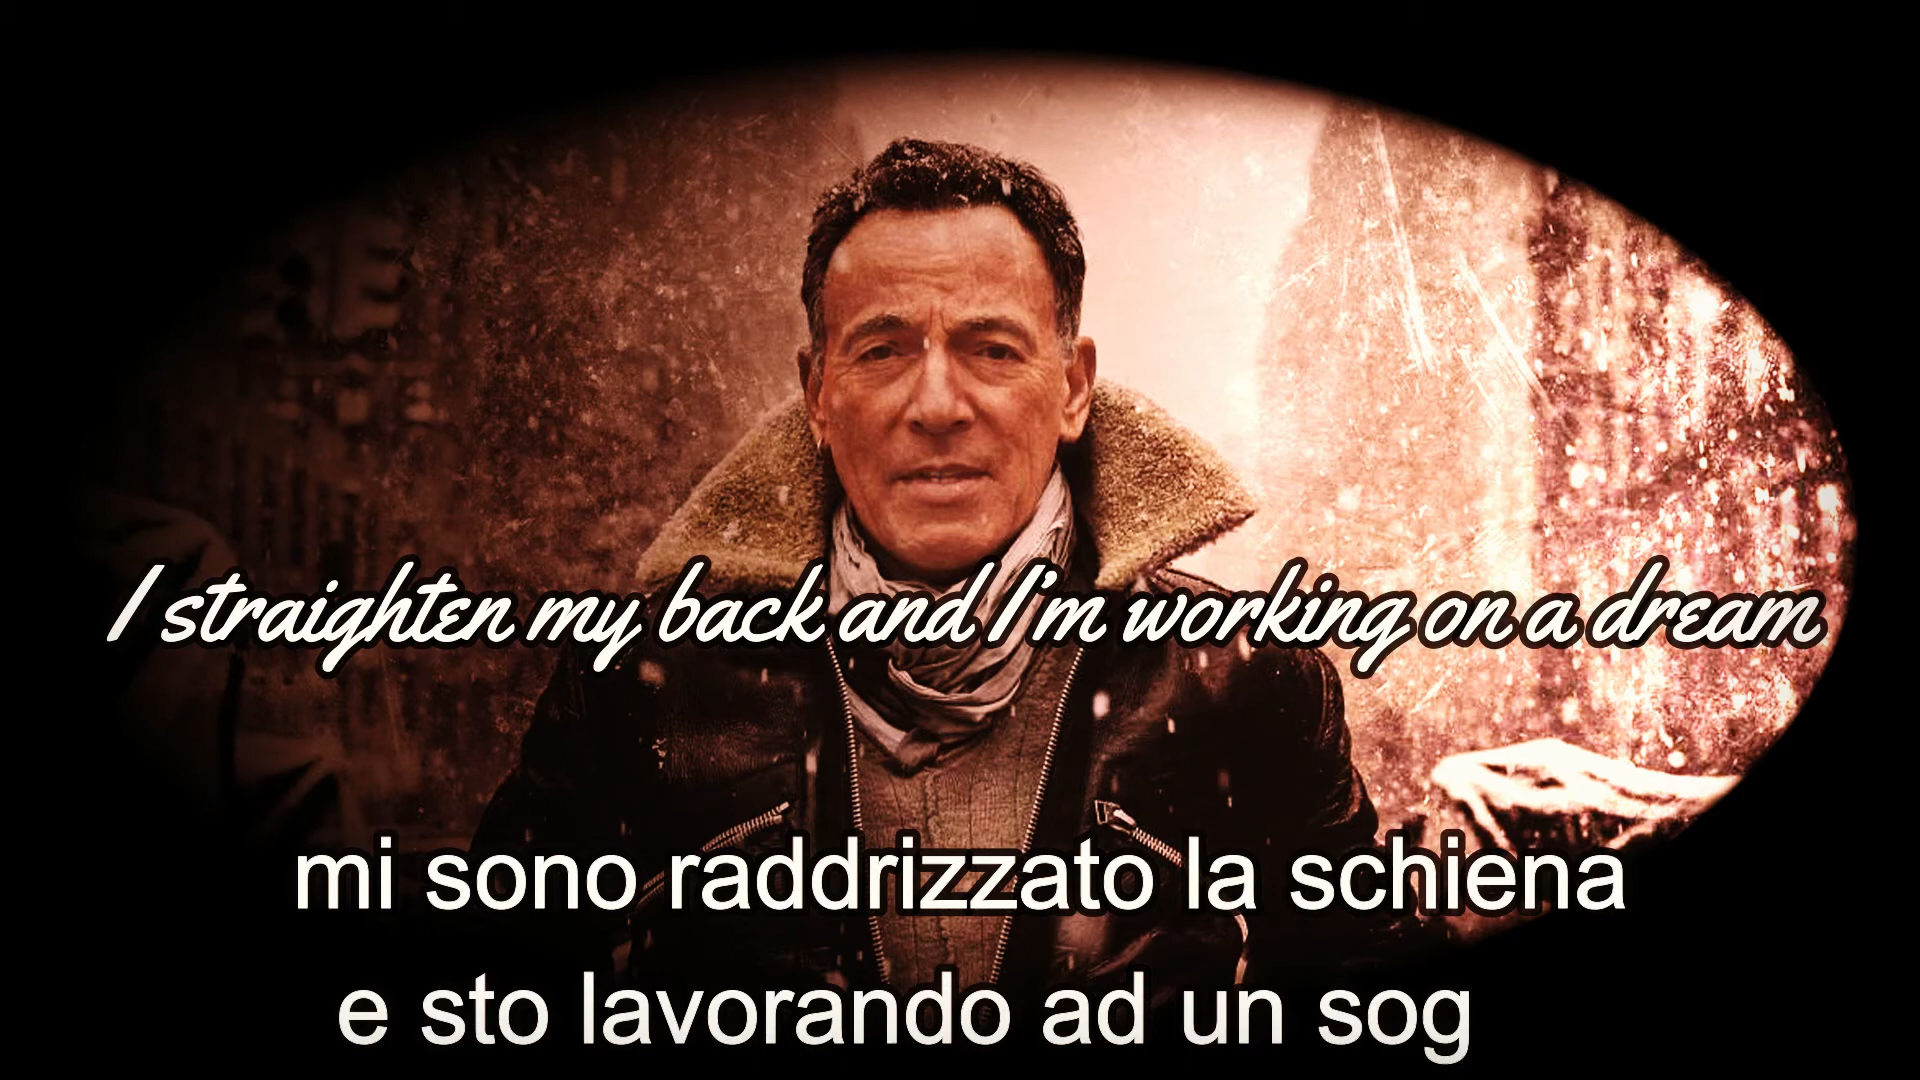 I straighten my back and I'm working on a dream
mi sono raddrizzato la schiena
e sto lavorando ad un sog